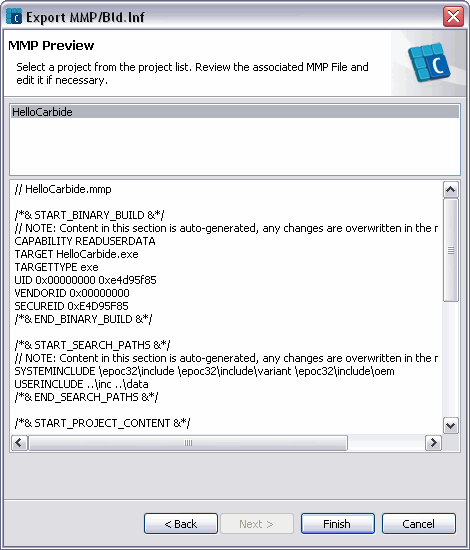 Export MMP/Bld.Inf
MMP Preview
Select a project from the project list. Review the associated MMP File and
edit it if necessary.
C
HelloCarbide
// HelloCarbide.mmp
/*& START_BINARY_BUILD &*/
// NOTE: Content in this section is auto-generated, any changes are overwritten in the r
CAPABILITY READUSERDATA
TARGET HelloCarbide.exe
TARGETTYPE exe
UID 0x00000000 0xe4d95f85
VENDORID 0x00000000
SECUREID 0xE4D95F85
/*& END_BINARY_BUILD &*/
/*& START_SEARCH_PATHS &*/
// NOTE: Content in this section is auto-generated, any changes are overwritten in the r
SYSTEMINCLUDE \epoc32\include \epoc32\include\variant \epoc32\include\oem
USERINCLUDE ..\inc ..\data
/*& END_SEARCH_PATHS &*/
/*& START_PROJECT_CONTENT &*/
< Back
Next >
Finish
Cancel